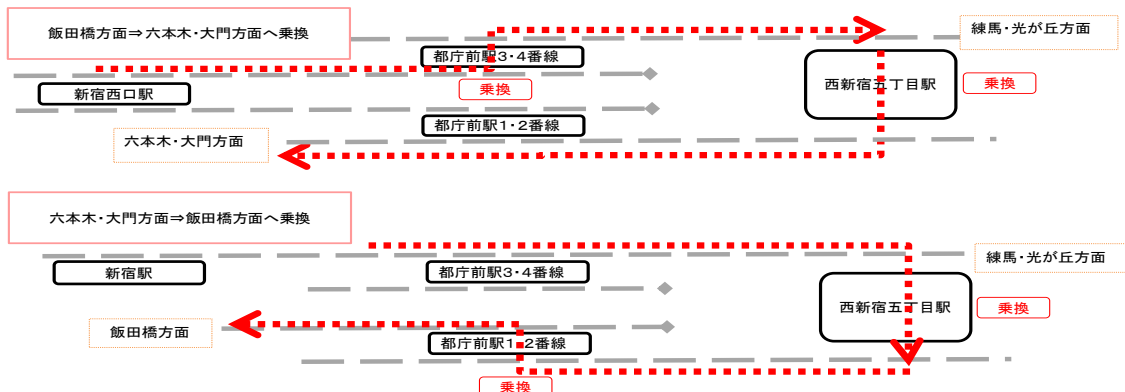 飯田橋方面⇒六本木・大門方面へ乗換
練馬・光が丘方面
都庁前駅3・4番線
西新宿五丁目駅
乗換
乗換
新宿西口駅
都庁前駅1・2番線
六本木・大門方面
六本木・大門方面⇒飯田橋方面へ乗換
練馬・光が丘方面
新宿駅
都庁前駅3・4番線
西新宿五丁目駅
乗換
飯田橋方面
都庁前駅1・2番線
乗換